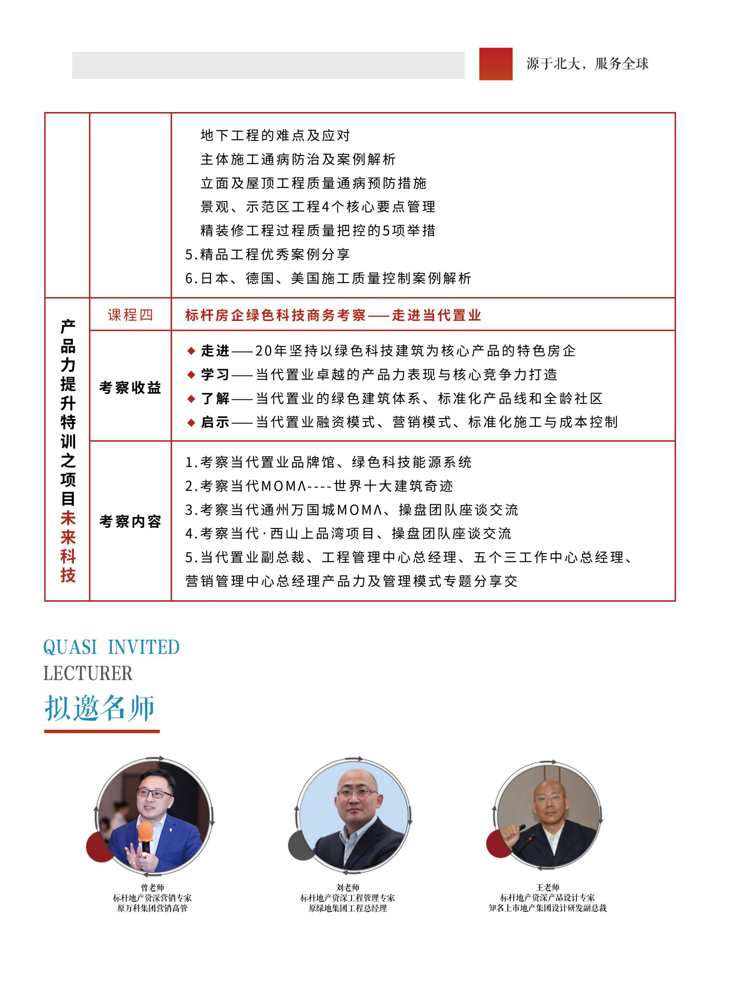 源于北大，服务全球
地下工程的难点及应对
主体施工通病防治及案例解析
立面及屋顶工程质量通病预防措施
景观、示范区工程4个核心要点管理
精装修工程过程质量把控的5项举措
5.精品工程优秀案例分享
6.日本、德国、美国施工质量控制案例解析
产品力提升特训之项目未来科技
课程四
标杆房企绿色科技商务考察——走进当代置业
考察收益
◆ 走进——20年坚持以绿色科技建筑为核心产品的特色房企
◆ 学习——当代置业卓越的产品力表现与核心竞争力打造
◆ 了解——当代置业的绿色建筑体系、标准化产品线和全龄社区
◆ 启示——当代置业融资模式、营销模式、标准化施工与成本控制
考察内容
1.考察当代置业品牌馆、绿色科技能源系统
2.考察当代MOMΛ----世界十大建筑奇迹
3.考察当代通州万国城MOMΛ、操盘团队座谈交流
4.考察当代·西山上品湾项目、操盘团队座谈交流
5.当代置业副总裁、工程管理中心总经理、五个三工作中心总经理、
营销管理中心总经理产品力及管理模式专题分享交
QUASI INVITED
LECTURER
拟邀名师
曾老师
标杆地产资深营销专家
原万科集团营销高管
刘老师
标杆地产资深工程管理专家
原绿地集团工程总经理
王老师
标杆地产资深产品设计专家
知名上市地产集团设计研发副总裁